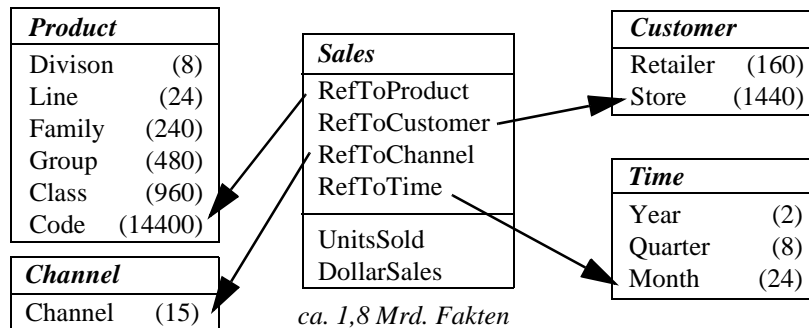 Product
Divison (8)
Line (24)
Family (240)
Group (480)
Class (960)
Code (14400)
Channel
Channel (15)
Sales
RefToProduct
RefToCustomer
RefToChannel
RefToTime
UnitsSold
DollarSales
ca. 1,8 Mrd. Fakten
Customer
Retailer (160)
Store (1440)
Time
Year (2)
Quarter (8)
Month (24)